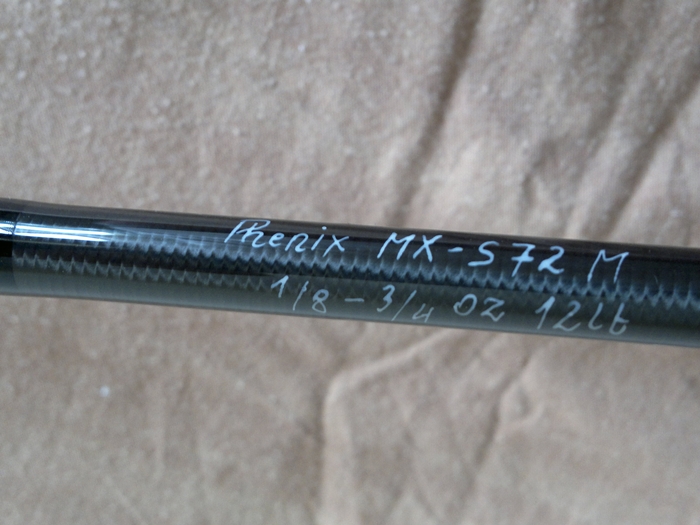 Phenix MX-S72 M
1/8 - 3/4 OZ 12lb